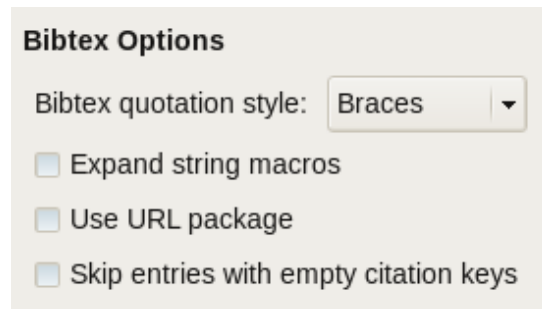 Bibtex Options
Bibtex quotation style: Braces
Expand string macros
Use URL package
Skip entries with empty citation keys